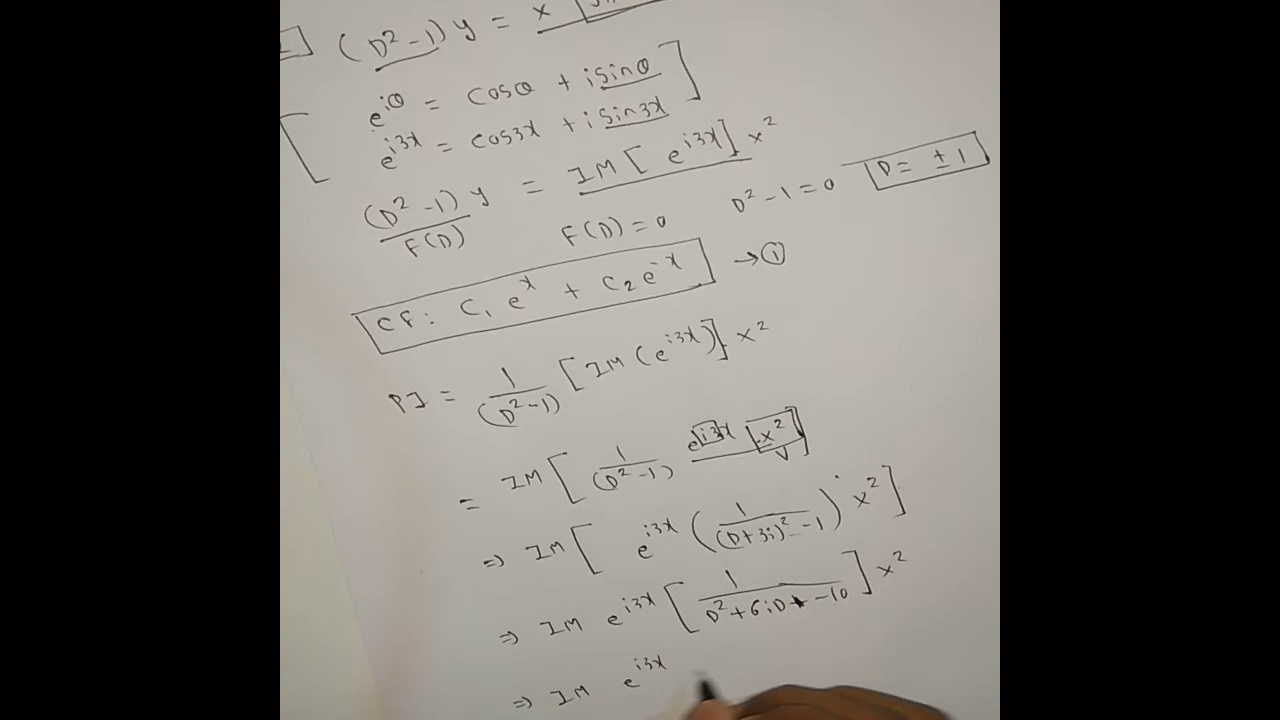 (D² - 1) y = x
[ e^{iθ} = cosθ + i sinθ ]
e^{i3x} = cos3x + i sin3x
(D² - 1) y = IM [ e^{i3x} ] x²
F(D)
F(D) = 0 D² - 1 = 0 D = ± 1
CF : C₁ e^x + C₂ e^{-x} → ①
PI = 1/(D² - 1) [ IM ( e^{i3x} ) ] x²
= IM [ 1/(D² - 1) e^{i3x} x² ]
V
⇒ IM [ e^{i3x} ( 1/((D + 3i)² - 1) ) x² ]
⇒ IM e^{i3x} [ 1/(D² + 6iD - 10) ] x²
⇒ IM e^{i3x}